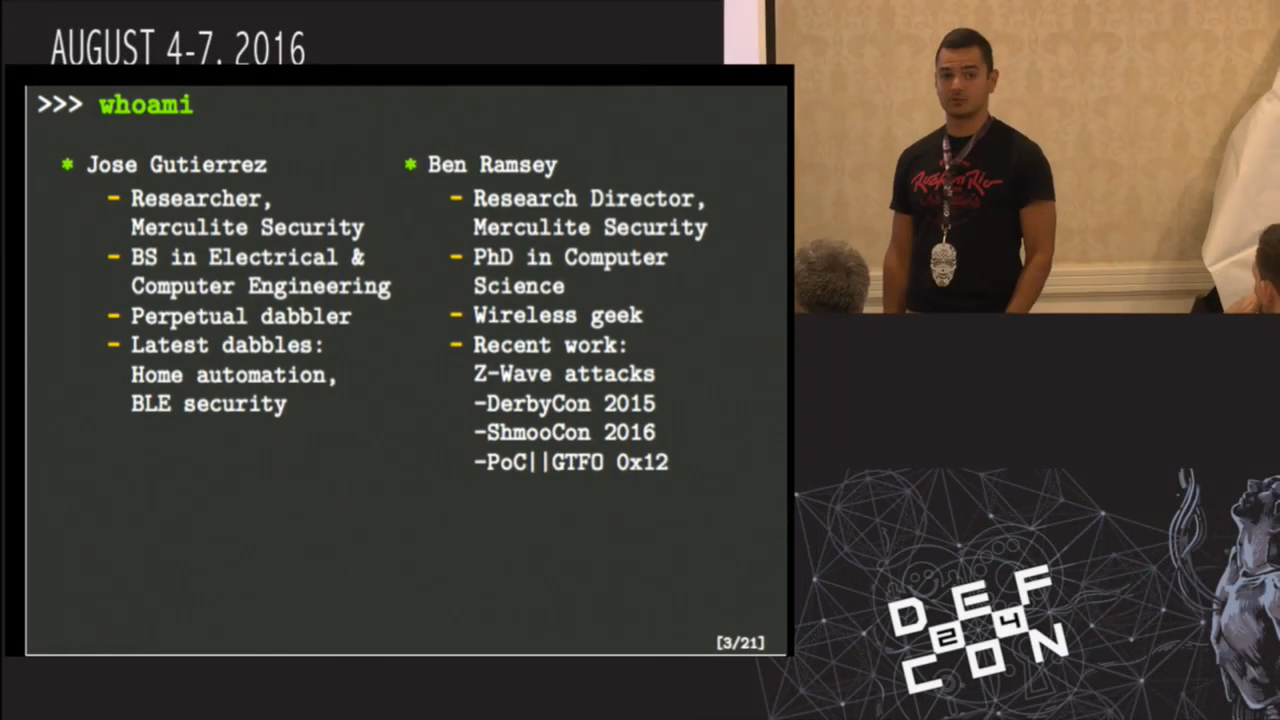 AUGUST 4-7, 2016
>>> whoami
* Jose Gutierrez
– Researcher,
Merculite Security
– BS in Electrical &
Computer Engineering
– Perpetual dabbler
– Latest dabbles:
Home automation,
BLE security
* Ben Ramsey
– Research Director,
Merculite Security
– PhD in Computer
Science
– Wireless geek
– Recent work:
Z-Wave attacks
-DerbyCon 2015
-ShmooCon 2016
-PoC||GTFO 0x12
[3/21]
DEF
24
CON